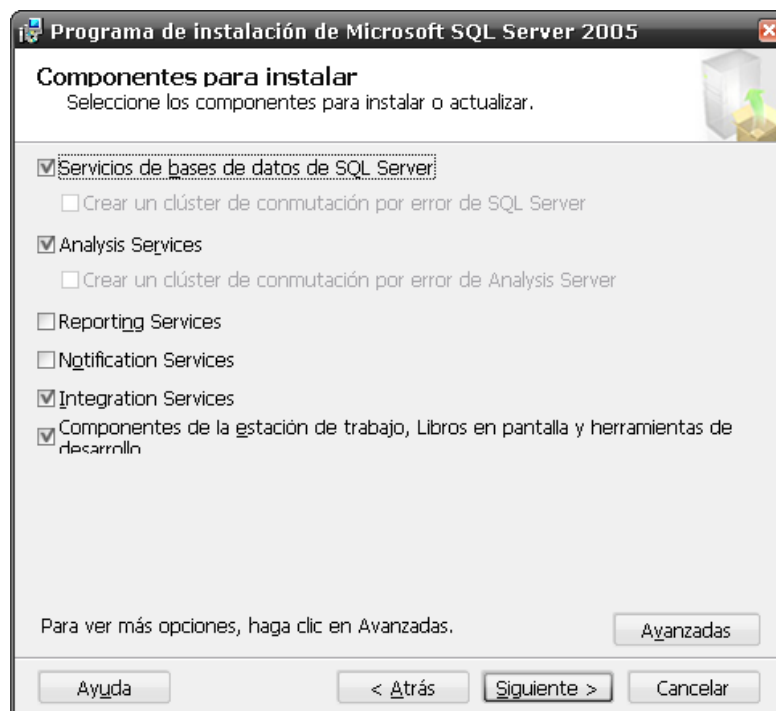 Programa de instalación de Microsoft SQL Server 2005
Componentes para instalar
Seleccione los componentes para instalar o actualizar.
Servicios de bases de datos de SQL Server
Crear un clúster de conmutación por error de SQL Server
Analysis Services
Crear un clúster de conmutación por error de Analysis Server
Reporting Services
Notification Services
Integration Services
Componentes de la estación de trabajo, Libros en pantalla y herramientas de
desarrollo
Para ver más opciones, haga clic en Avanzadas.
Avanzadas
Ayuda
< Atrás
Siguiente >
Cancelar